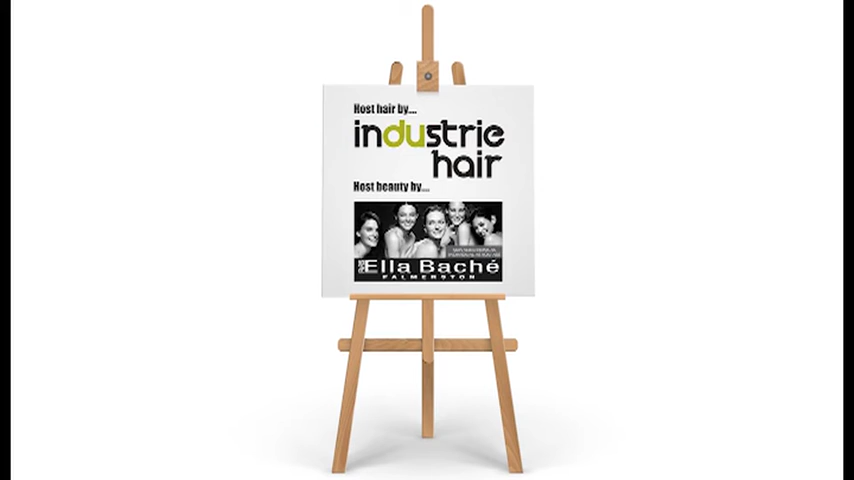 Host hair by....
industrie
hair
Host beauty by....
Ella Baché
PALMERSTON